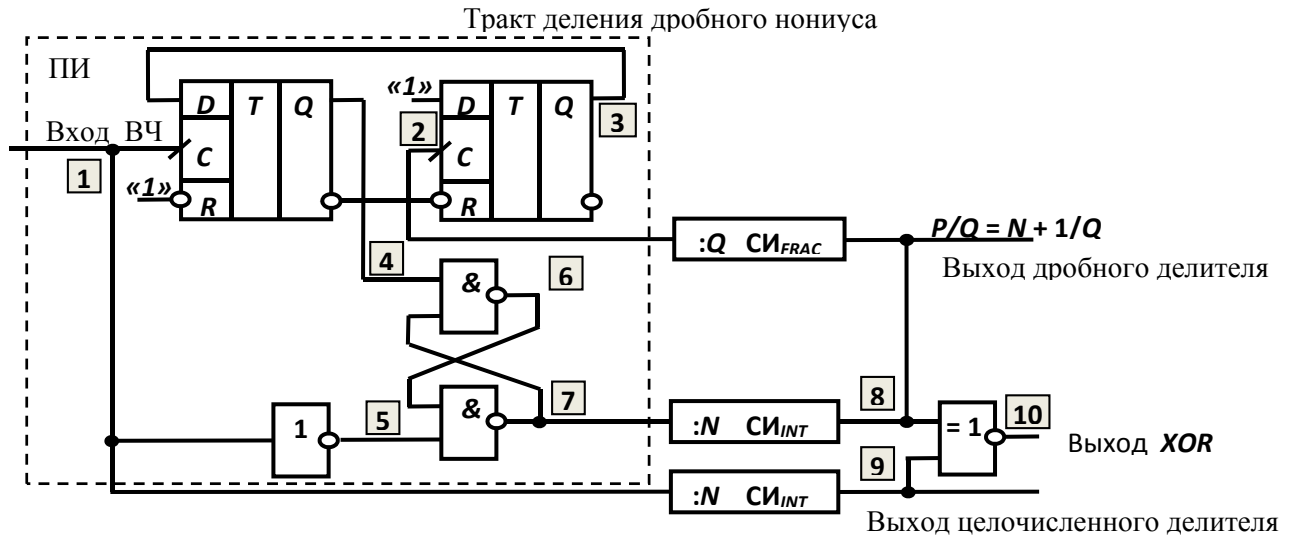 Тракт деления дробного нониуса
ПИ
«1»
D T Q
D T Q
2
3
Вход ВЧ
C
C
1
«1»
R
R
:Q СИFRAC
P/Q = N + 1/Q
Выход дробного делителя
4
&
6
&
7
8
5
1
:N СИINT
= 1
10
Выход XOR
9
:N СИINT
Выход целочисленного делителя